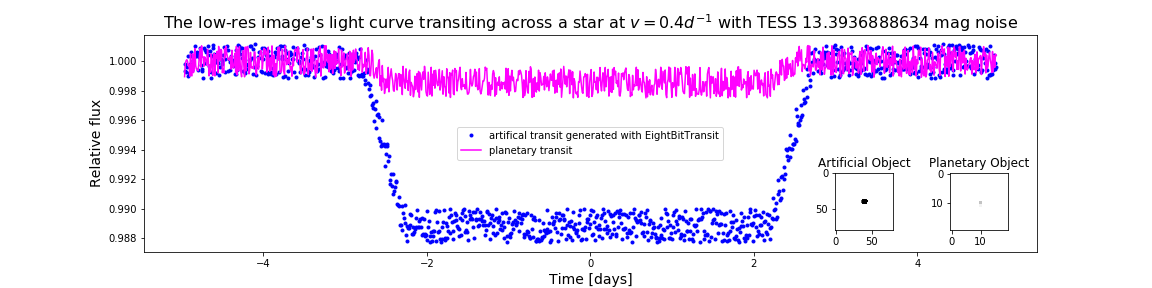 The low-res image's light curve transiting across a star at v = 0.4d⁻¹ with TESS 13.3936888634 mag noise
Relative flux
1.000
0.998
0.996
0.994
0.992
0.990
0.988
artifical transit generated with EightBitTransit
planetary transit
Artificial Object
0
50
0 50
Planetary Object
0
10
0 10
−4 −2 0 2 4
Time [days]